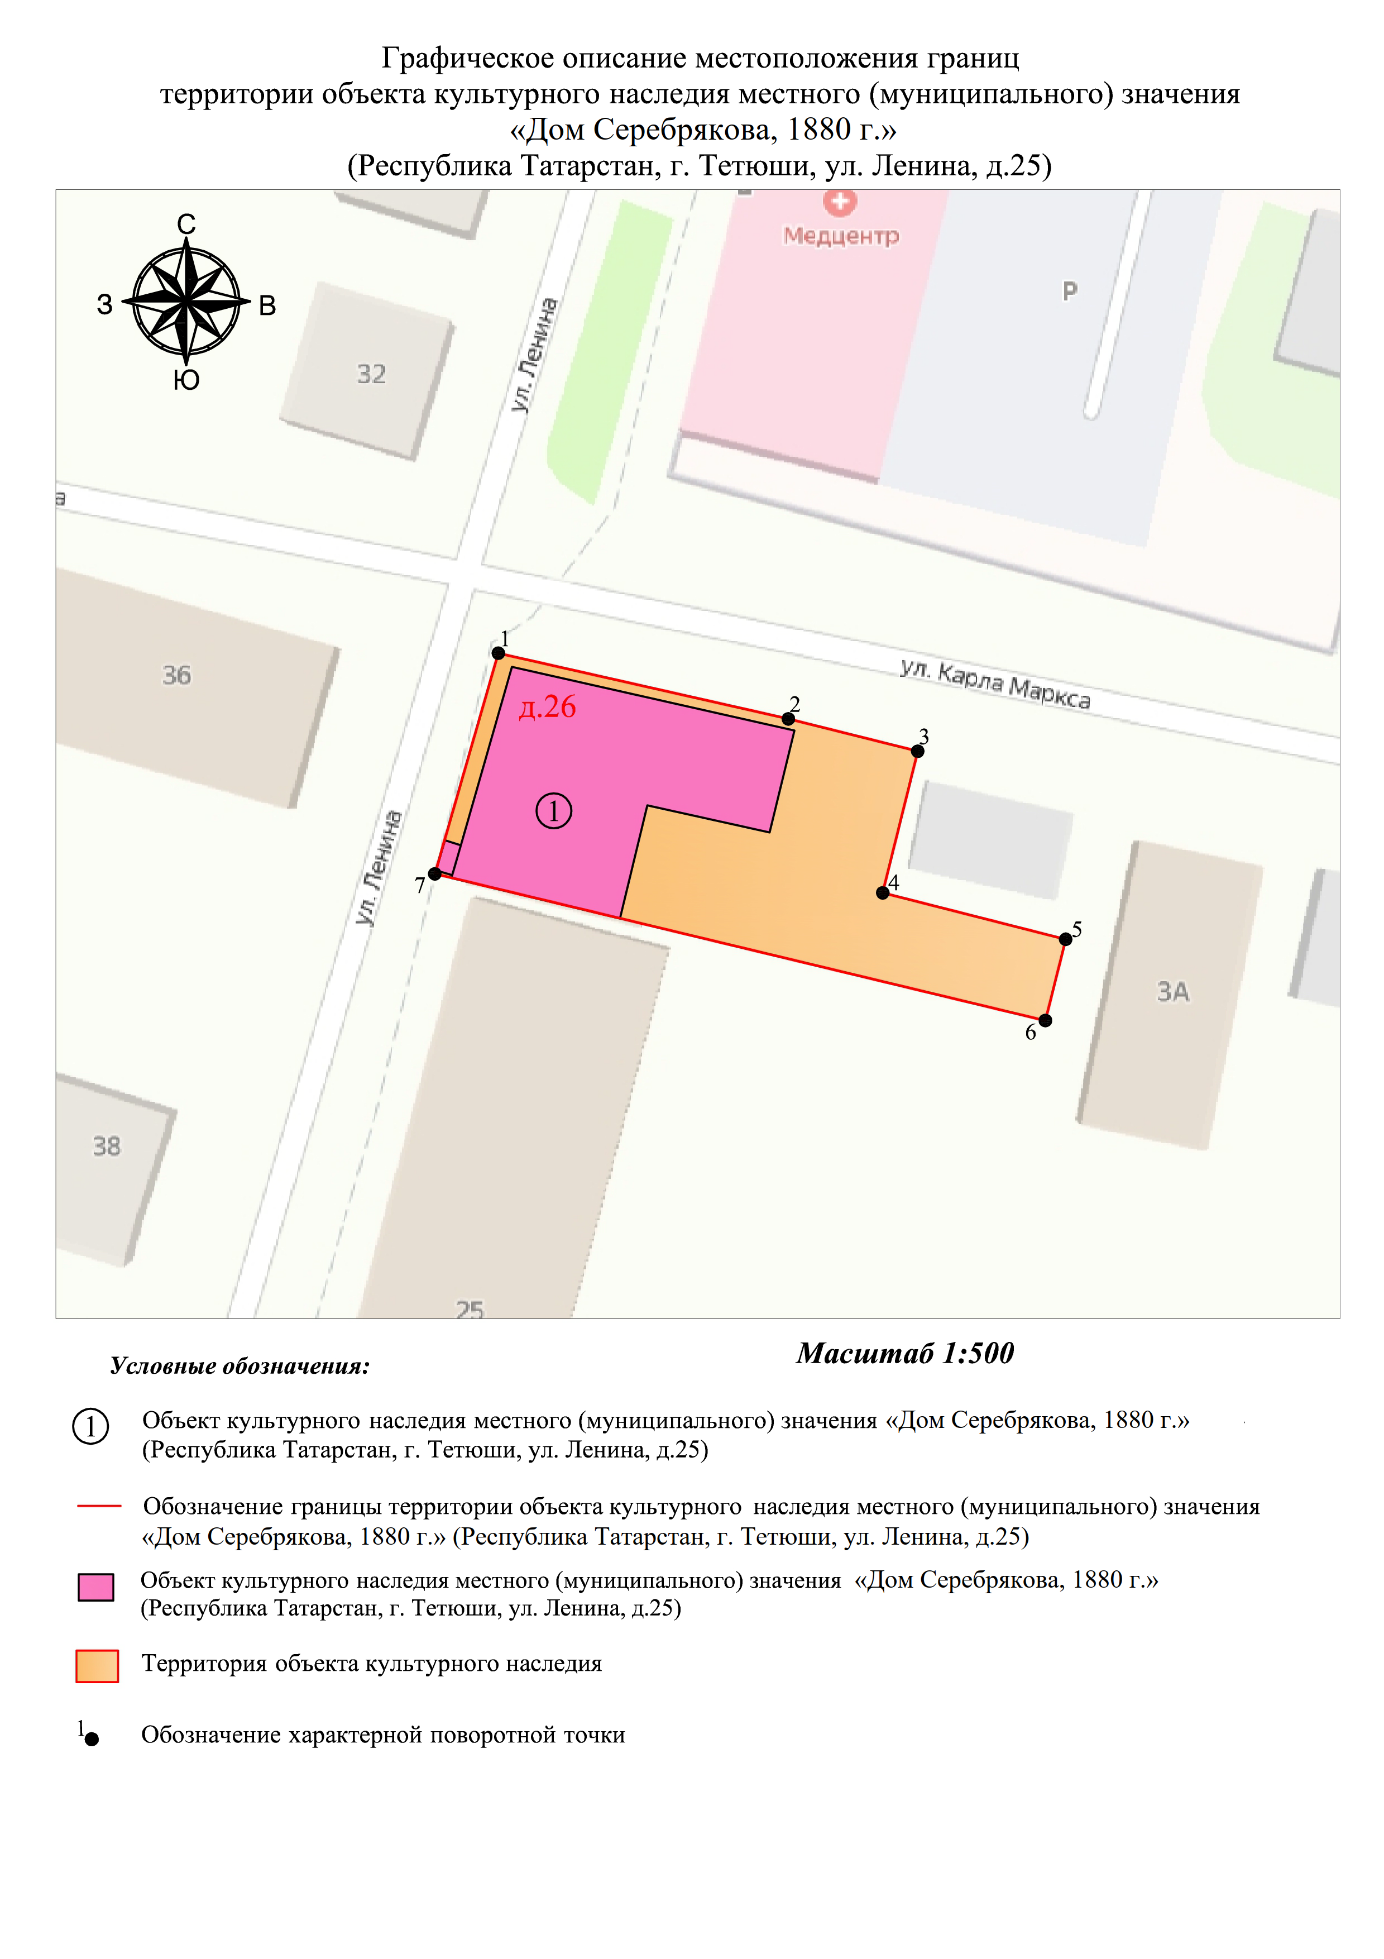 Графическое описание местоположения границ
территории объекта культурного наследия местного (муниципального) значения
«Дом Серебрякова, 1880 г.»
(Республика Татарстан, г. Тетюши, ул. Ленина, д.25)
С
З
В
Ю
Медцентр
Р
32
ул. Ленина
а
36
1
д.26
2
ул. Карла Маркса
3
1
ул. Ленина
7
4
5
3А
6
38
25
Масштаб 1:500
Условные обозначения:
1
Объект культурного наследия местного (муниципального) значения «Дом Серебрякова, 1880 г.»
(Республика Татарстан, г. Тетюши, ул. Ленина, д.25)
Обозначение границы территории объекта культурного наследия местного (муниципального) значения
«Дом Серебрякова, 1880 г.» (Республика Татарстан, г. Тетюши, ул. Ленина, д.25)
Объект культурного наследия местного (муниципального) значения «Дом Серебрякова, 1880 г.»
(Республика Татарстан, г. Тетюши, ул. Ленина, д.25)
Территория объекта культурного наследия
1
Обозначение характерной поворотной точки